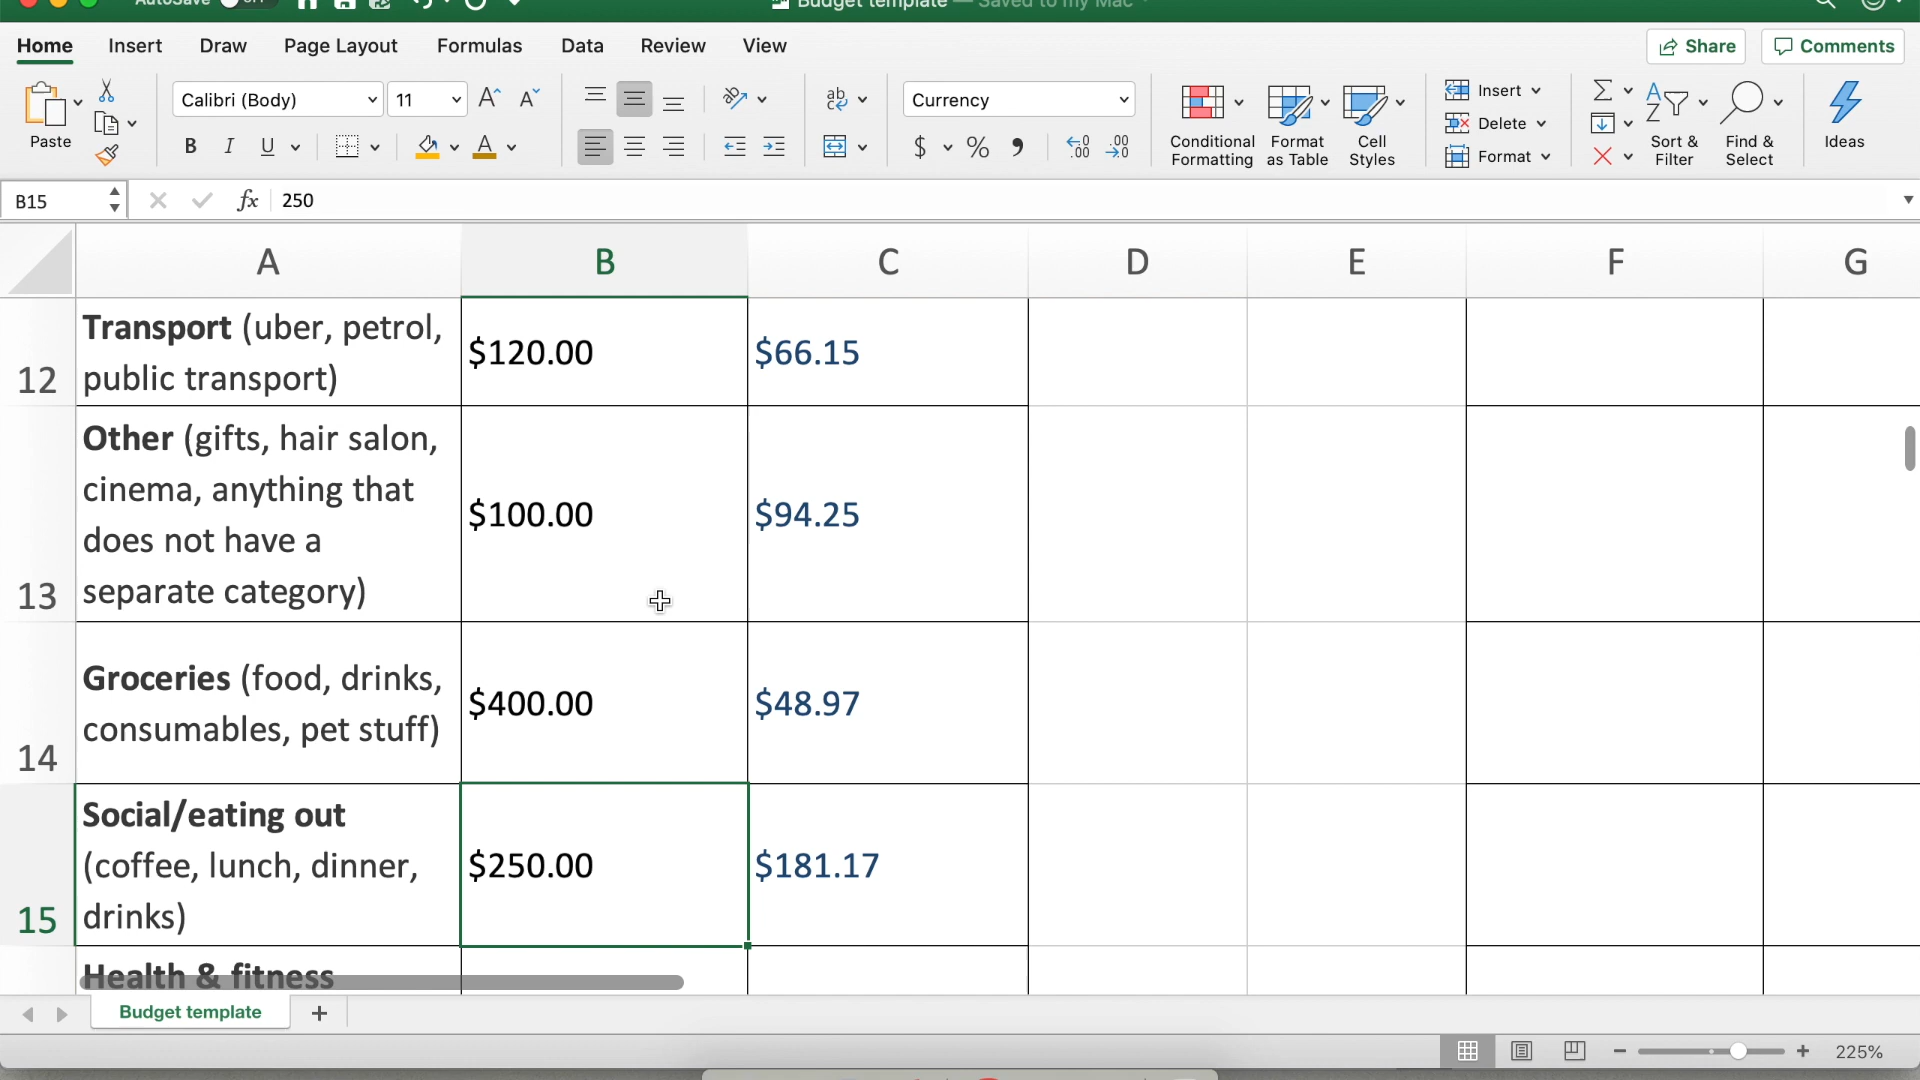 AutoSave OFF
Budget template — Saved to my Mac
Home Insert Draw Page Layout Formulas Data Review View Share Comments
Paste
Calibri (Body) 11
B I U
A A
ab
c
Currency
$ % ,
.00
.00
Conditional
Formatting
Format
as Table
Cell
Styles
Insert
Delete
Format
Σ
A
Z
Sort &
Filter
Find &
Select
Ideas
B15 fx 250
A B C D E F G
12 Transport (uber, petrol,
public transport) $120.00 $66.15
13 Other (gifts, hair salon,
cinema, anything that
does not have a
separate category) $100.00 $94.25
14 Groceries (food, drinks,
consumables, pet stuff) $400.00 $48.97
15 Social/eating out
(coffee, lunch, dinner,
drinks) $250.00 $181.17
Health & fitness
Budget template +
225%